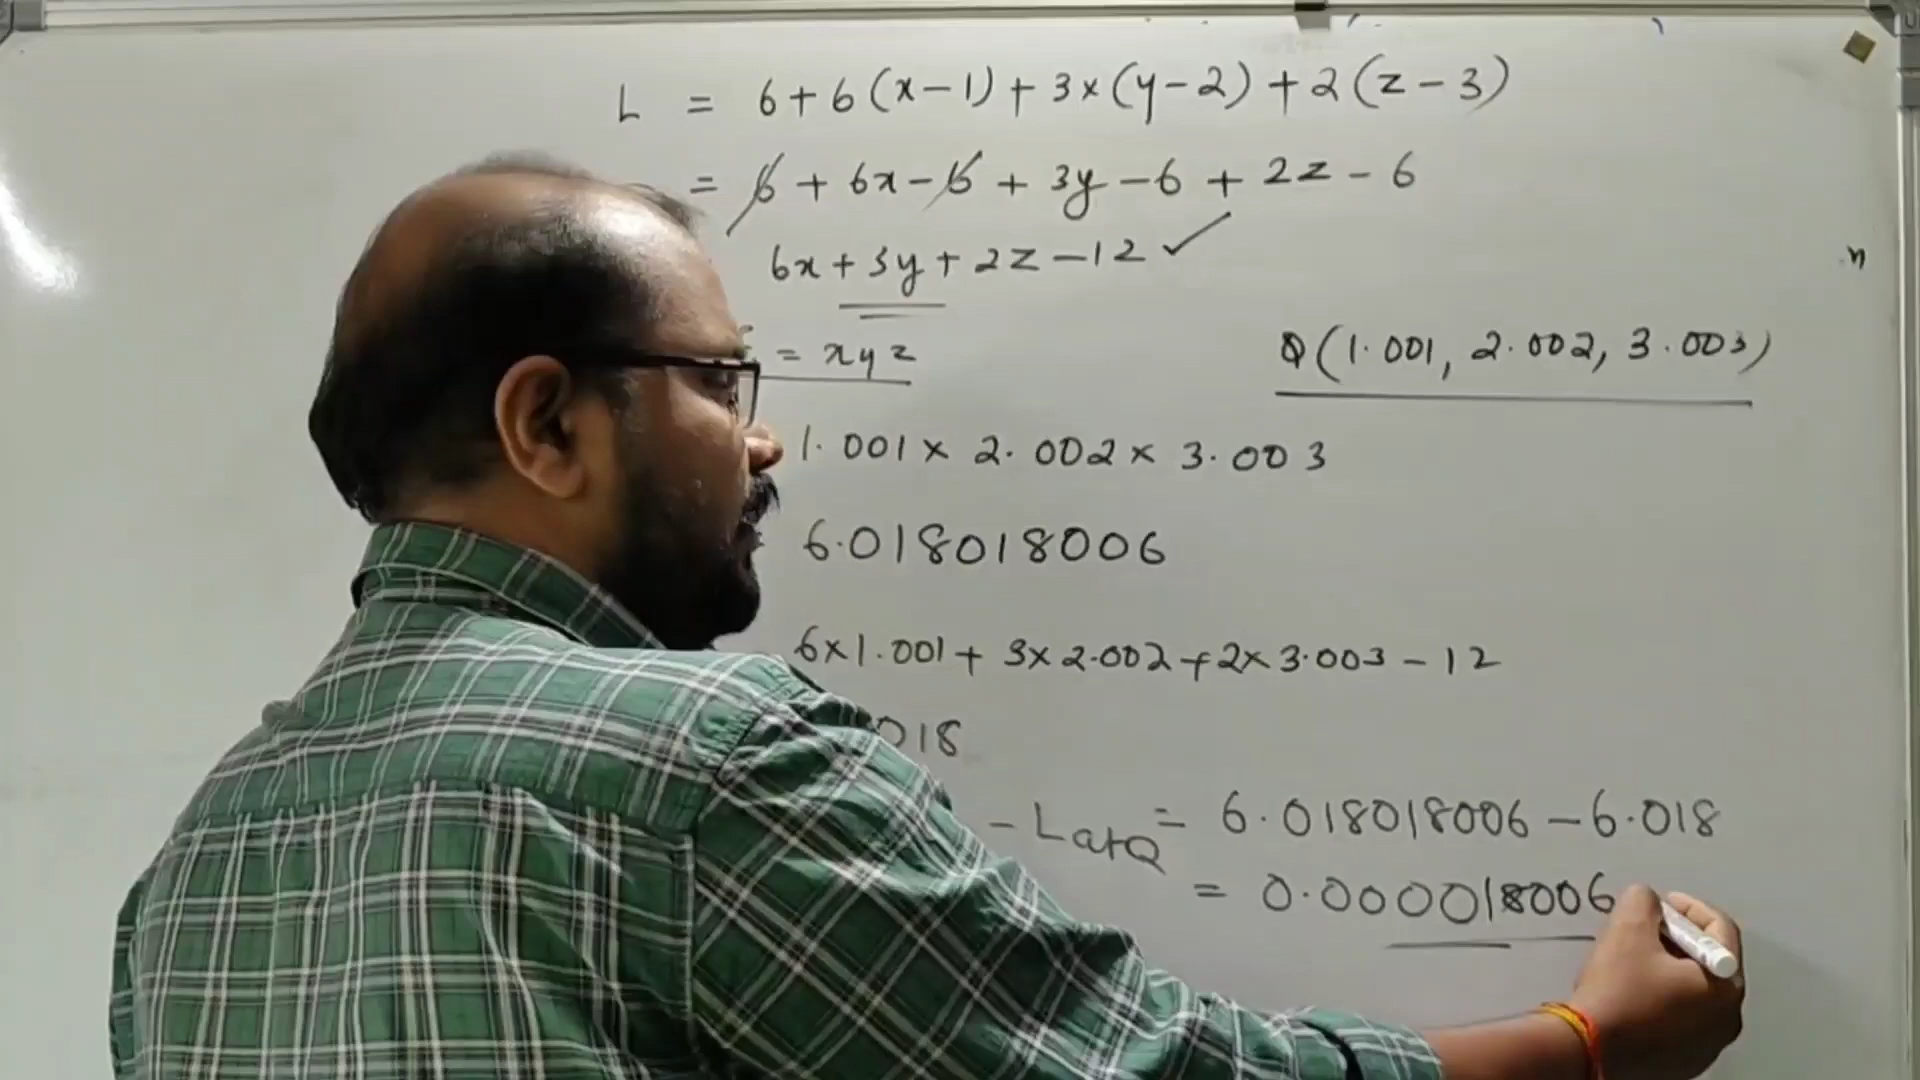 L = 6+6(x-1)+3×(y-2)+2(z-3)
= 6 + 6x-6 + 3y-6 + 2z-6
6x+3y+2z-12 ✓
= xyz
Q(1.001, 2.002, 3.003)
1.001× 2.002× 3.003
6.018018006
6×1.001+ 3×2.002+2×3.003-12
018
- L at Q = 6.018018006-6.018
= 0.000018006